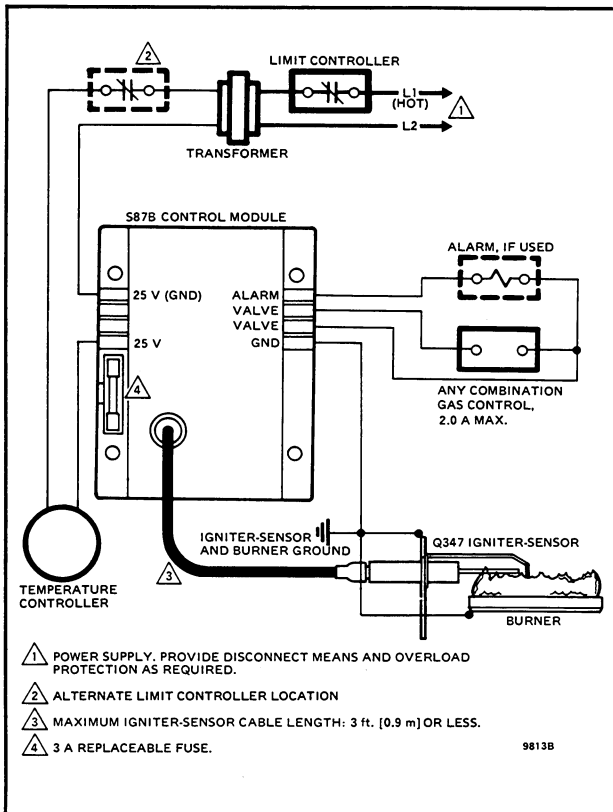 2
LIMIT CONTROLLER
L1
(HOT)
1
L2
TRANSFORMER
S87B CONTROL MODULE
ALARM, IF USED
25 V (GND)
ALARM
VALVE
VALVE
25 V
GND
4
ANY COMBINATION
GAS CONTROL,
2.0 A MAX.
IGNITER-SENSOR
AND BURNER GROUND
Q347 IGNITER-SENSOR
3
TEMPERATURE
CONTROLLER
BURNER
1 POWER SUPPLY. PROVIDE DISCONNECT MEANS AND OVERLOAD
PROTECTION AS REQUIRED.
2 ALTERNATE LIMIT CONTROLLER LOCATION
3 MAXIMUM IGNITER-SENSOR CABLE LENGTH: 3 ft. [0.9 m] OR LESS.
4 3 A REPLACEABLE FUSE.
9813B